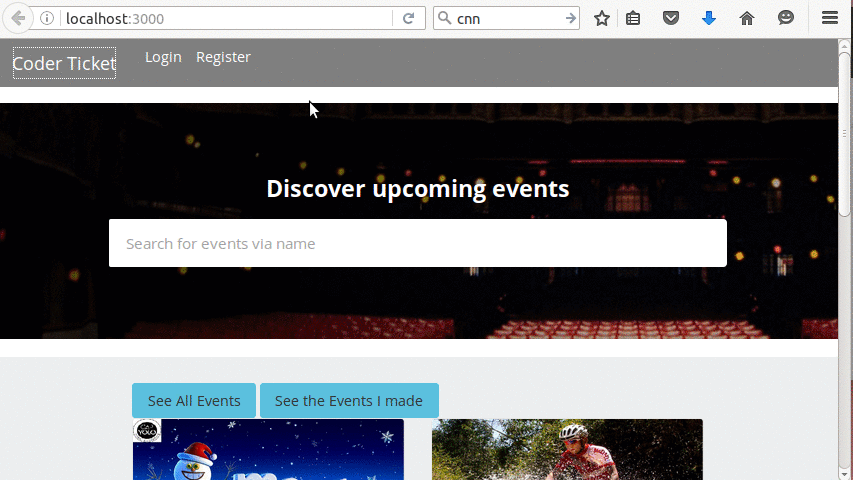 localhost:3000
cnn
Coder Ticket
Login Register
Discover upcoming events
Search for events via name
See All Events
See the Events I made
YOLO